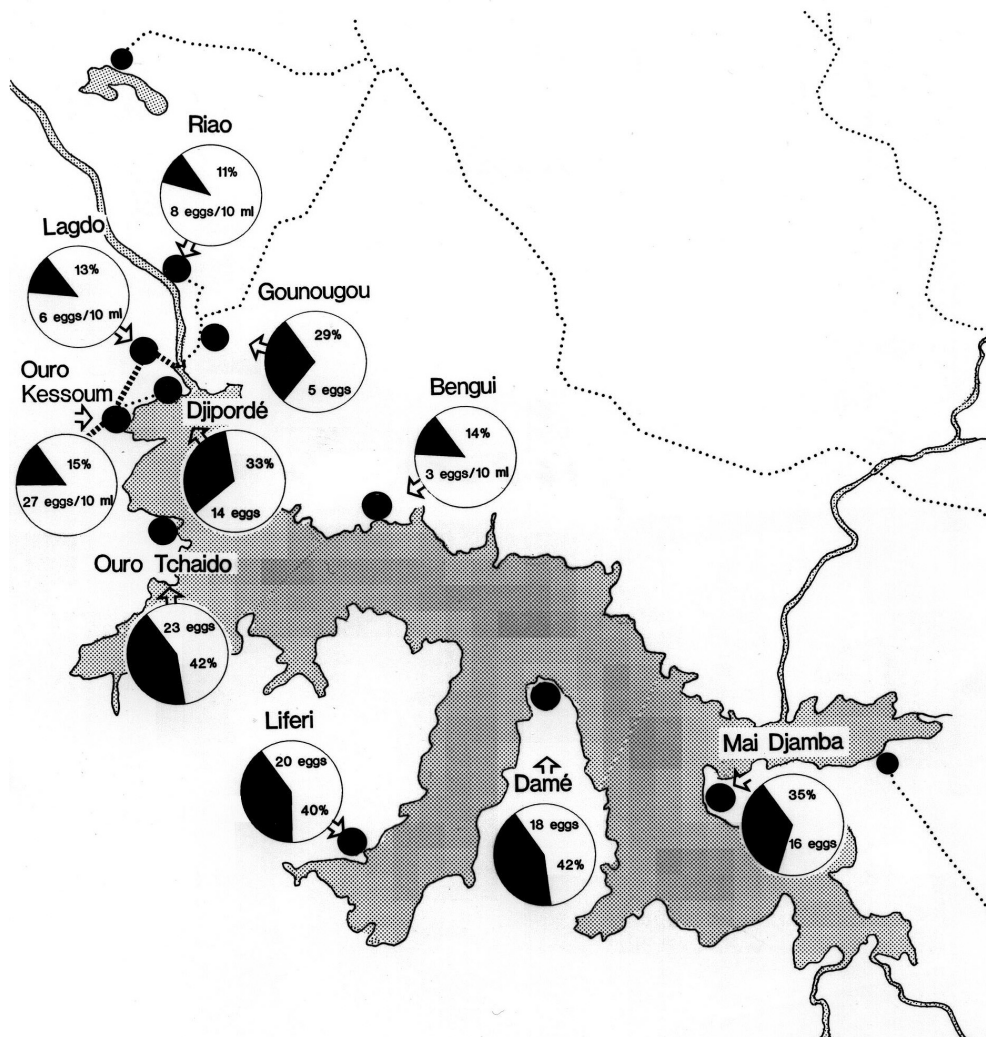 Riao
11%
8 eggs/10 ml
Lagdo
13%
6 eggs/10 ml
Gounougou
29%
5 eggs
Ouro
Kessoum
15%
27 eggs/10 ml
Djipordé
33%
14 eggs
Bengui
14%
3 eggs/10 ml
Ouro Tchaido
23 eggs
42%
Liferi
20 eggs
40%
Damé
18 eggs
42%
Mai Djamba
35%
16 eggs